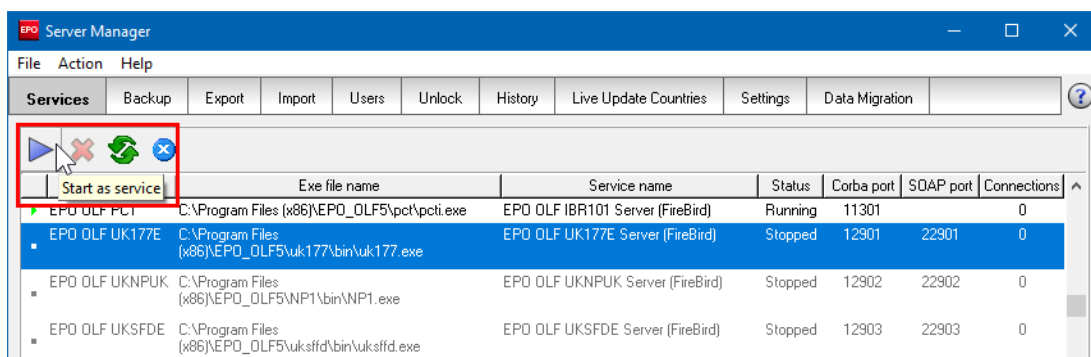 EPO Server Manager
File Action Help
Services Backup Export Import Users Unlock History Live Update Countries Settings Data Migration ?
Start as service
Exe file name Service name Status Corba port SOAP port Connections
EPO OLF PCT C:\Program Files (x86)\EPO_OLF5\pct\pcti.exe EPO OLF IBR101 Server (FireBird) Running 11301 0
EPO OLF UK177E C:\Program Files EPO OLF UK177E Server (FireBird) Stopped 12901 22901 0
(x86)\EPO_OLF5\uk177\bin\uk177.exe
EPO OLF UKNPUK C:\Program Files EPO OLF UKNPUK Server (FireBird) Stopped 12902 22902 0
(x86)\EPO_OLF5\NP1\bin\NP1.exe
EPO OLF UKSFDE C:\Program Files EPO OLF UKSFDE Server (FireBird) Stopped 12903 22903 0
(x86)\EPO_OLF5\uksffd\bin\uksffd.exe